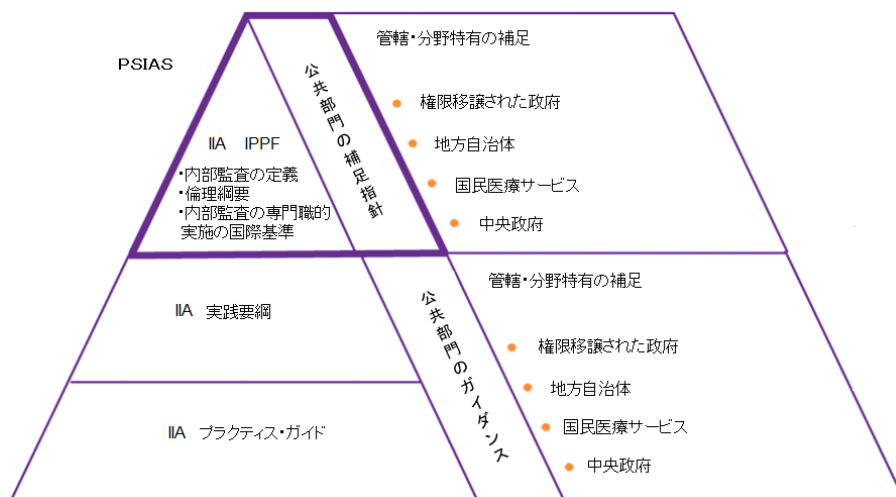 管轄・分野特有の補足
PSIAS
公共部門の補足指針
権限移譲された政府
地方自治体
国民医療サービス
中央政府
IIA IPPF
・内部監査の定義
・倫理綱要
・内部監査の専門職的
実施の国際基準
管轄・分野特有の補足
IIA 実践要綱
公共部門のガイダンス
権限移譲された政府
地方自治体
国民医療サービス
中央政府
IIA プラクティス・ガイド